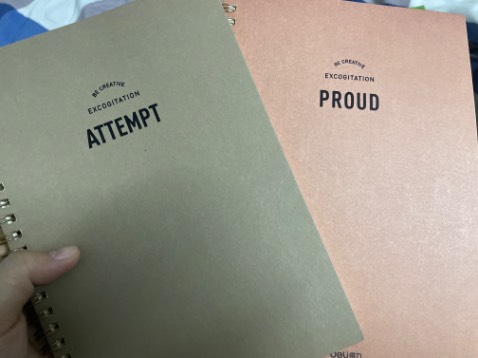 BE CREATIVE
EXCOGITATION
ATTEMPT
BE CREATIVE
EXCOGITATION
PROUD